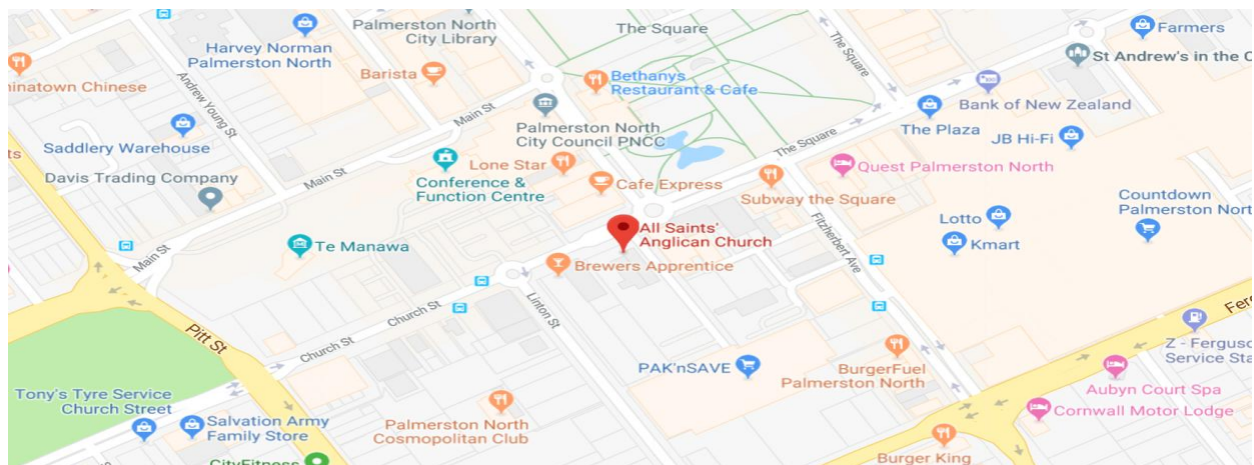 The Square
Palmerston North
City Library
Harvey Norman
Palmerston North
Barista
The Square
Farmers
St Andrew's in the C
hinatown Chinese
Andrew Young St
Bethanys
Restaurant & Cafe
Bank of New Zealand
Main St
Palmerston North
City Council PNCC
The Plaza
JB Hi-Fi
Saddlery Warehouse
ts
The Square
Lone Star
Quest Palmerston North
Davis Trading Company
Main St
Conference &
Function Centre
Cafe Express
Subway the Square
Countdown
Palmerston Nort
Lotto
All Saints'
Anglican Church
Fitzherbert Ave
Kmart
Te Manawa
Main St
Brewers Apprentice
Linton St
Church St
Fer
Pitt St
Church St
Z - Ferguso
Service Sta
PAK'nSAVE
BurgerFuel
Palmerston North
Aubyn Court Spa
Tony's Tyre Service
Church Street
Cornwall Motor Lodge
Salvation Army
Family Store
Palmerston North
Cosmopolitan Club
CityFitness
Burger King